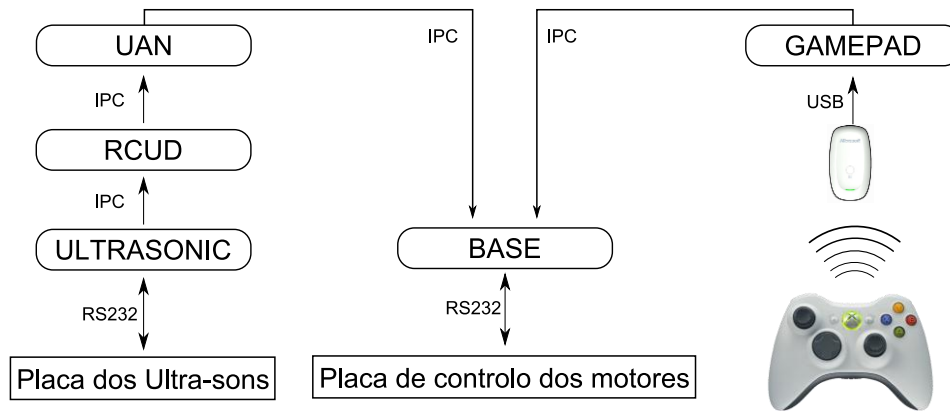 UAN
IPC
IPC
GAMEPAD
IPC
USB
RCUD
IPC
ULTRASONIC
BASE
RS232
RS232
Placa dos Ultra-sons
Placa de controlo dos motores